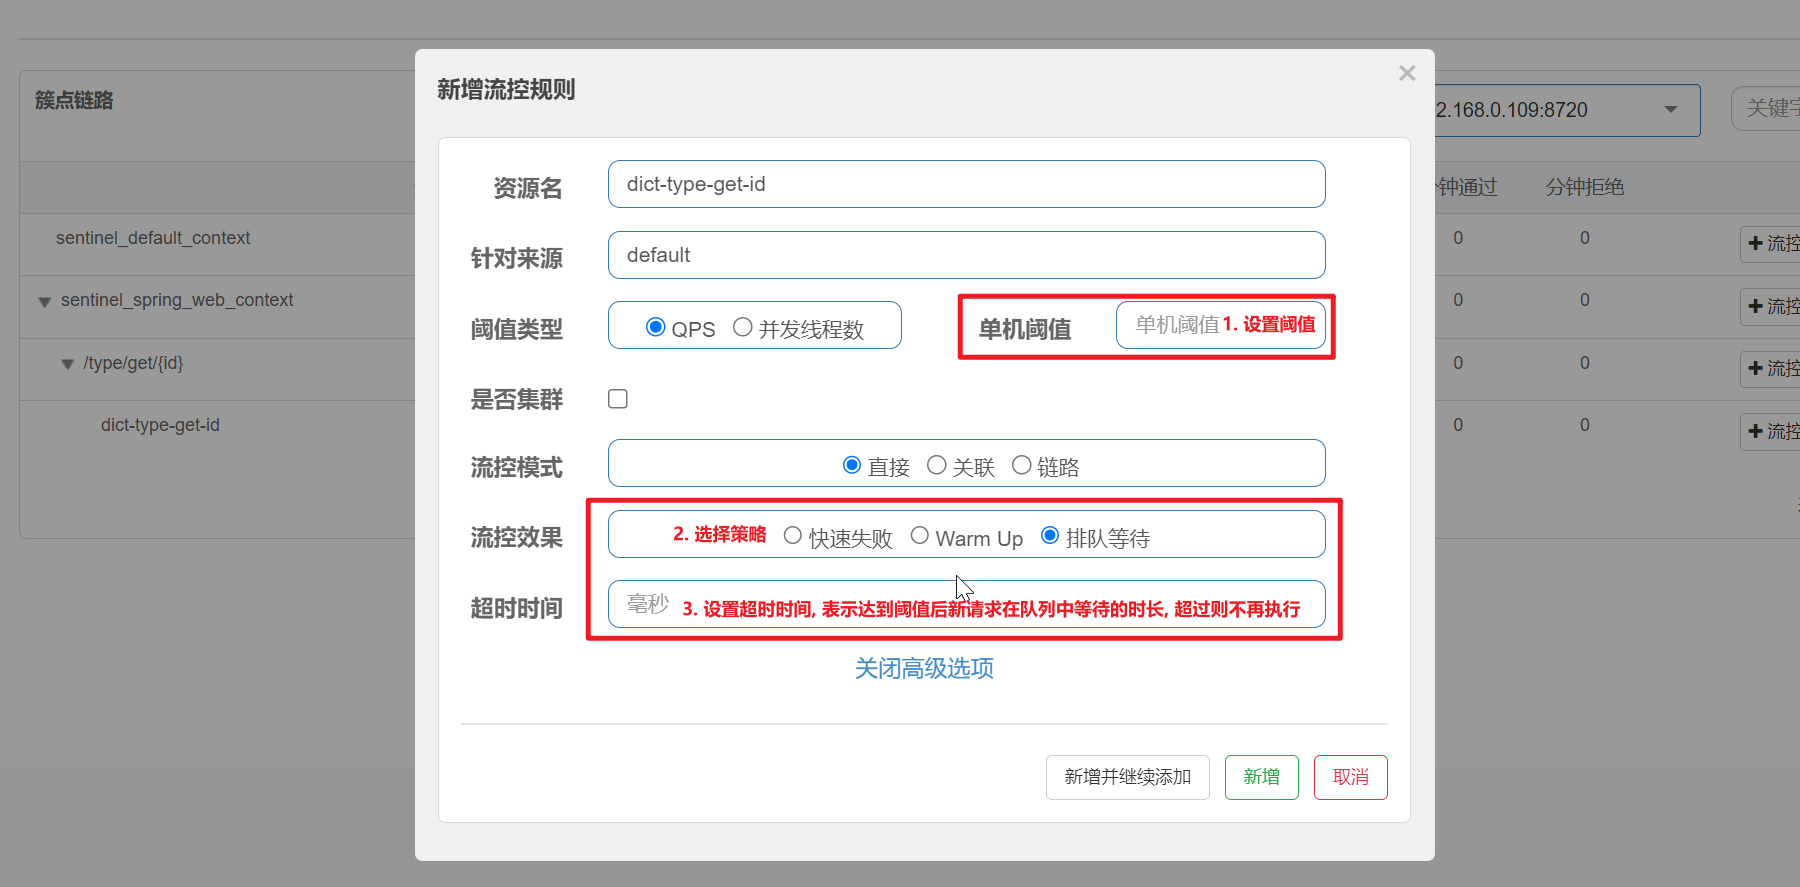 新增流控规则
×
簇点链路
2.168.0.109:8720
关键字
资源名
dict-type-get-id
钟通过
分钟拒绝
sentinel_default_context
0
0
流控
针对来源
default
sentinel_spring_web_context
0
0
流控
阈值类型
QPS
并发线程数
单机阈值
单机阈值
1. 设置阈值
/type/get/{id}
0
0
流控
是否集群
dict-type-get-id
0
0
流控
流控模式
直接
关联
链路
流控效果
2. 选择策略
快速失败
Warm Up
排队等待
超时时间
毫秒
3. 设置超时时间, 表示达到阈值后新请求在队列中等待的时长, 超过则不再执行
关闭高级选项
新增并继续添加
新增
取消